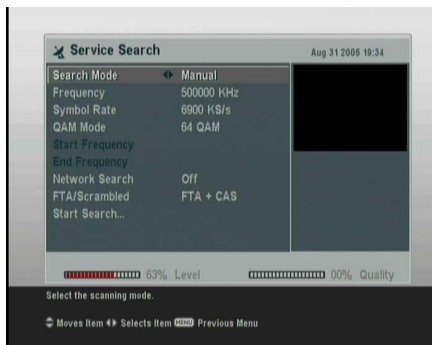 Service Search
Aug 31 2006 19:34
Search Mode Manual
Frequency 500000 KHz
Symbol Rate 6900 KS/s
QAM Mode 64 QAM
Start Frequency
End Frequency
Network Search Off
FTA/Scrambled FTA + CAS
Start Search...
63% Level 00% Quality
Select the scanning mode.
Moves Item Selects Item MENU Previous Menu